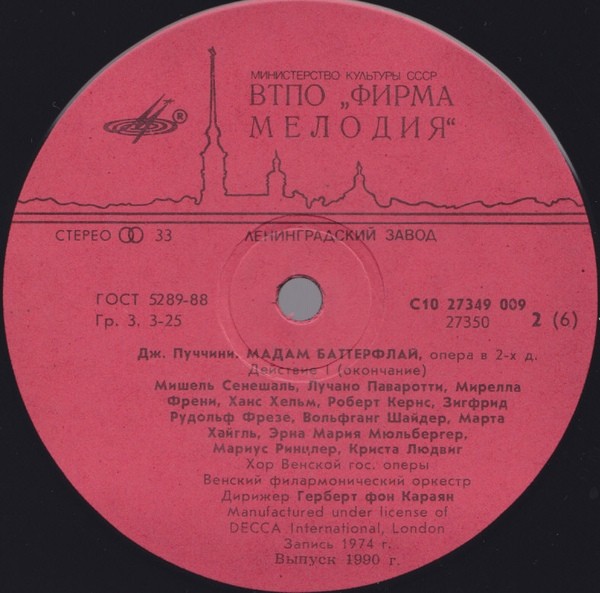 МИНИСТЕРСТВО КУЛЬТУРЫ СССР
ВТПО „ФИРМА
МЕЛОДИЯ“
®
СТЕРЕО 33
ЛЕНИНГРАДСКИЙ ЗАВОД
ГОСТ 5289-88
Гр. 3. 3-25
С10 27349 009
27350 2 (6)
Дж. Пуччини. МАДАМ БАТТЕРФЛАЙ, опера в 2-х д.
Действие I (окончание)
Мишель Сенешаль, Лучано Паваротти, Мирелла
Френи, Ханс Хельм, Роберт Кернс, Зигфрид
Рудольф Фрезе, Вольфганг Шайдер, Марта
Хайгль, Эрна Мария Мюльбергер,
Мариус Ринцлер, Криста Людвиг
Хор Венской гос. оперы
Венский филармонический оркестр
Дирижер Герберт фон Караян
Manufactured under license of
DECCA International, London
Запись 1974 г.
Выпуск 1990 г.